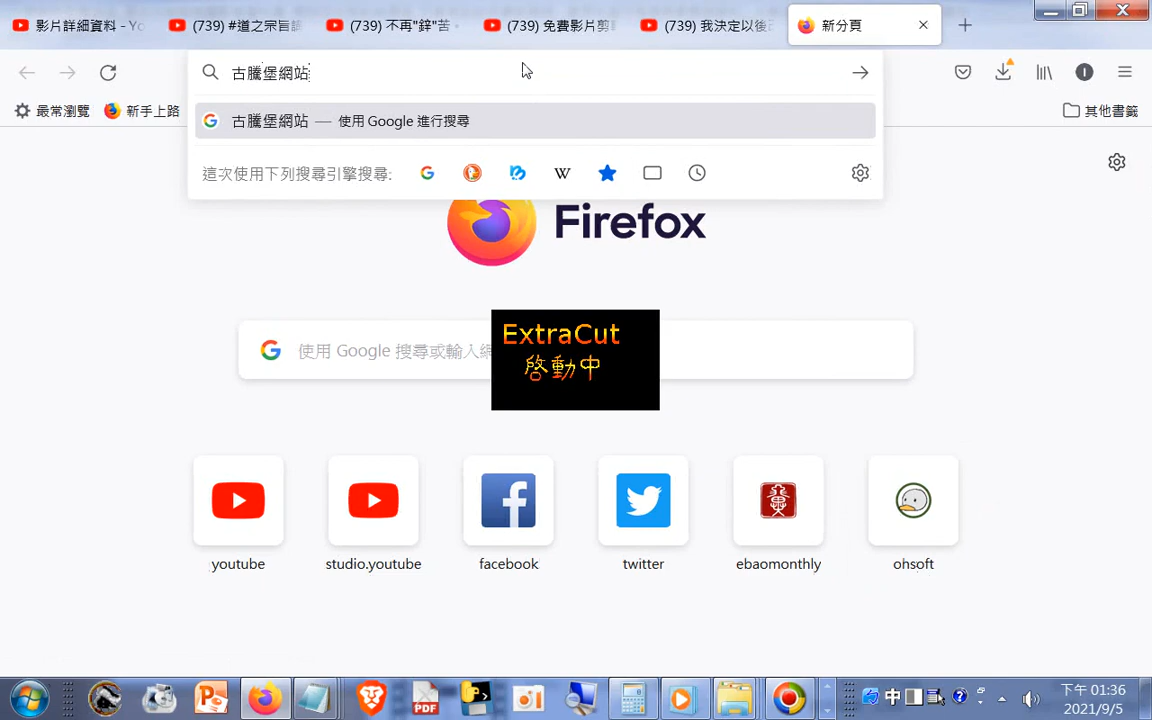 影片詳細資料 - Yo
(739) #道之宗旨讀
(739) 不再"鋅"苦 -
(739) 免費影片剪
(739) 我決定以後
新分頁
古騰堡網站
最常瀏覽
新手上路
其他書籤
古騰堡網站 — 使用 Google 進行搜尋
這次使用下列搜尋引擎搜尋:
Firefox
使用 Google 搜尋或輸入網
ExtraCut
啓動中
youtube
studio.youtube
facebook
twitter
ebaomonthly
ohsoft
中
下午 01:36
2021/9/5